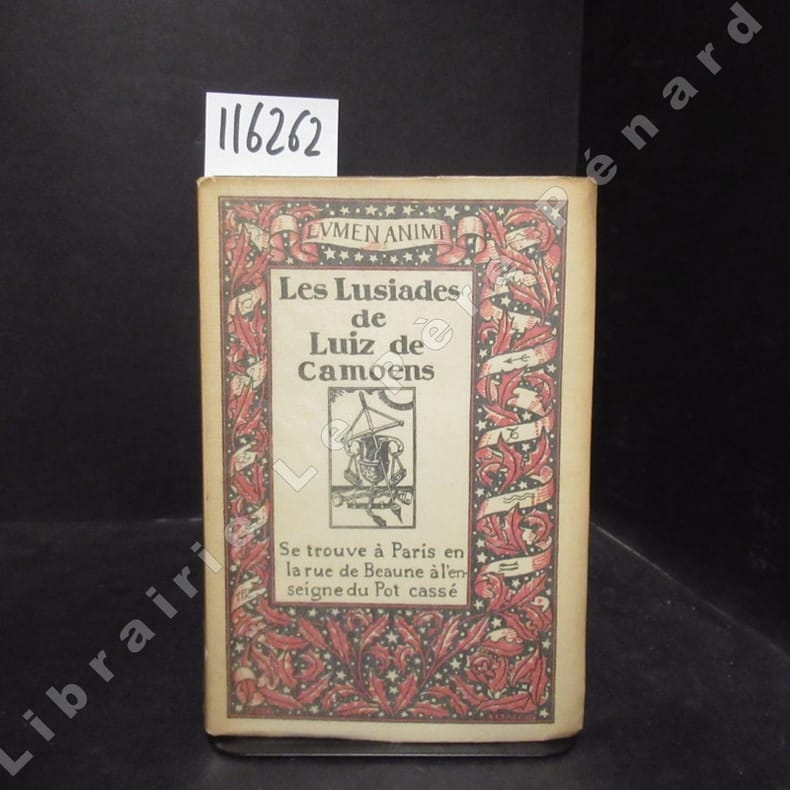 116262
LVMEN ANIMI
Les Lusiades
de
Luiz de
Camoens
Se trouve à Paris en
la rue de Beaune à l'en-
seigne du Pot cassé
Librairie Le Père Pénard